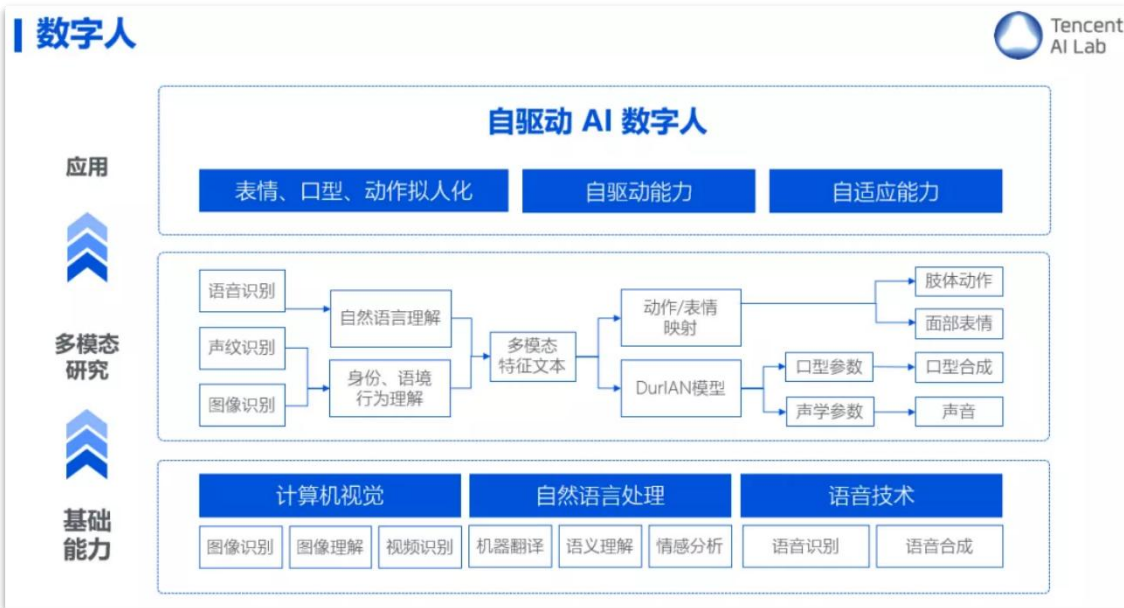 数字人
Tencent
AI Lab
自驱动 AI 数字人
应用
表情、口型、动作拟人化
自驱动能力
自适应能力
语音识别
自然语言理解
动作/表情
映射
肢体动作
面部表情
多模态
研究
声纹识别
身份、语境
行为理解
多模态
特征文本
DurIAN模型
口型参数
口型合成
图像识别
声学参数
声音
基础
能力
计算机视觉
自然语言处理
语音技术
图像识别
图像理解
视频识别
机器翻译
语义理解
情感分析
语音识别
语音合成